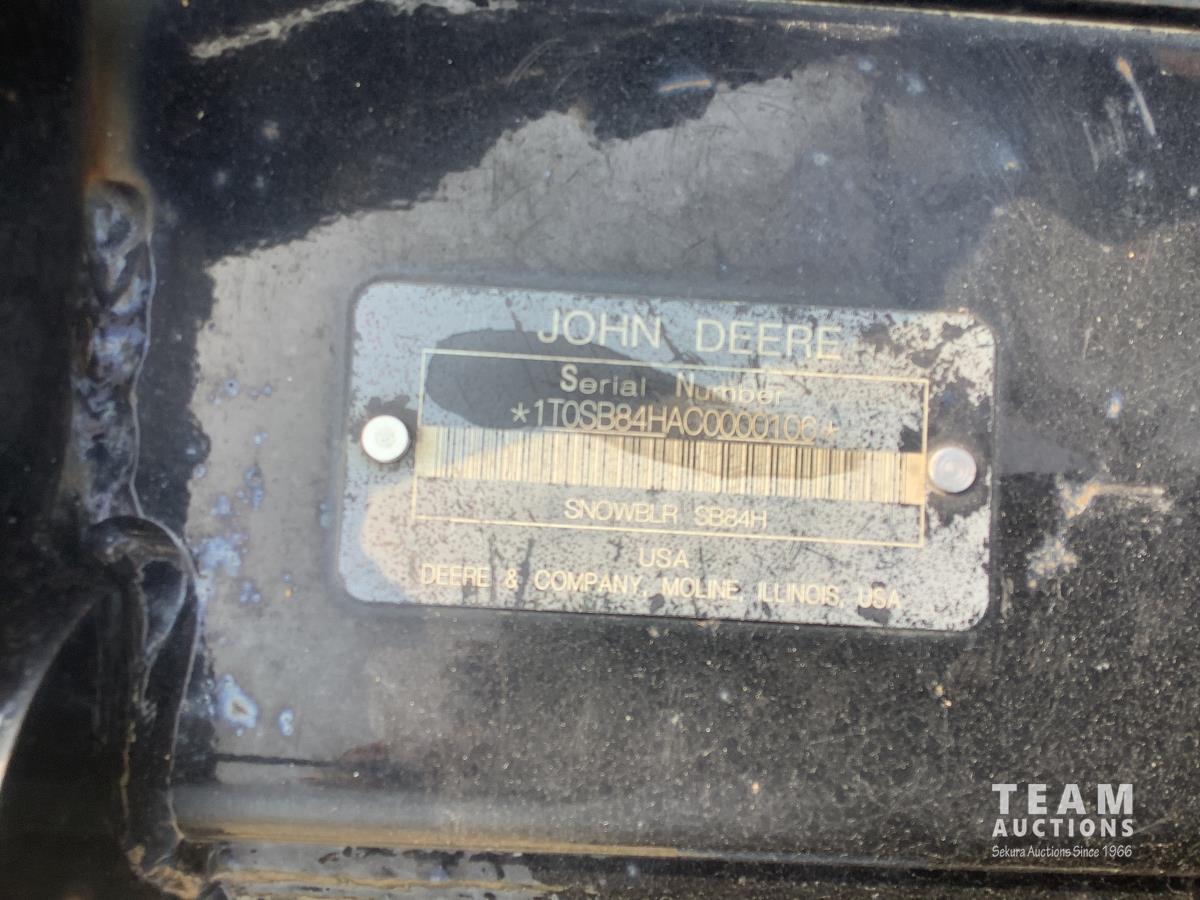 JOHN DEERE
Serial Number
*1T0SB84HAC0000106*
SNOWBLR SB84H
USA
DEERE & COMPANY, MOLINE, ILLINOIS, USA
TEAM
AUCTIONS
Sekura Auctions Since 1966